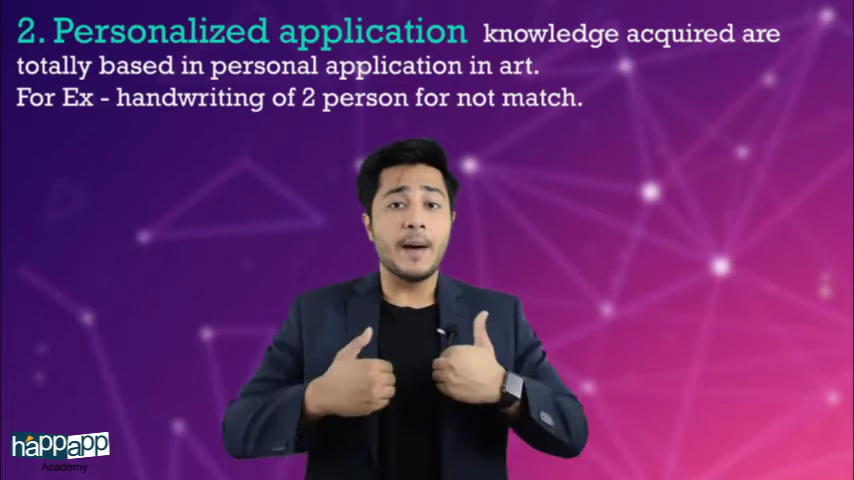 2. Personalized application knowledge acquired are
totally based in personal application in art.
For Ex - handwriting of 2 person for not match.
happapp
Academy